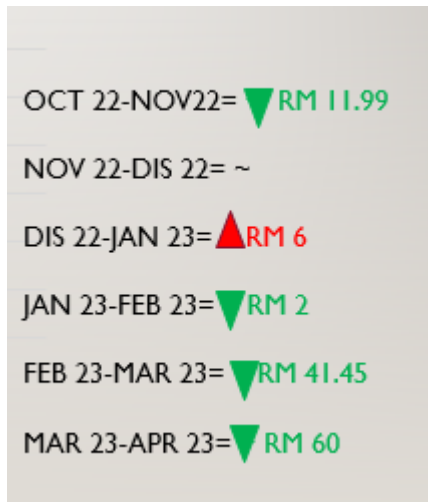 OCT 22-NOV22= ▼ RM 11.99
NOV 22-DIS 22= ~
DIS 22-JAN 23= ▲ RM 6
JAN 23-FEB 23= ▼ RM 2
FEB 23-MAR 23= ▼ RM 41.45
MAR 23-APR 23= ▼ RM 60